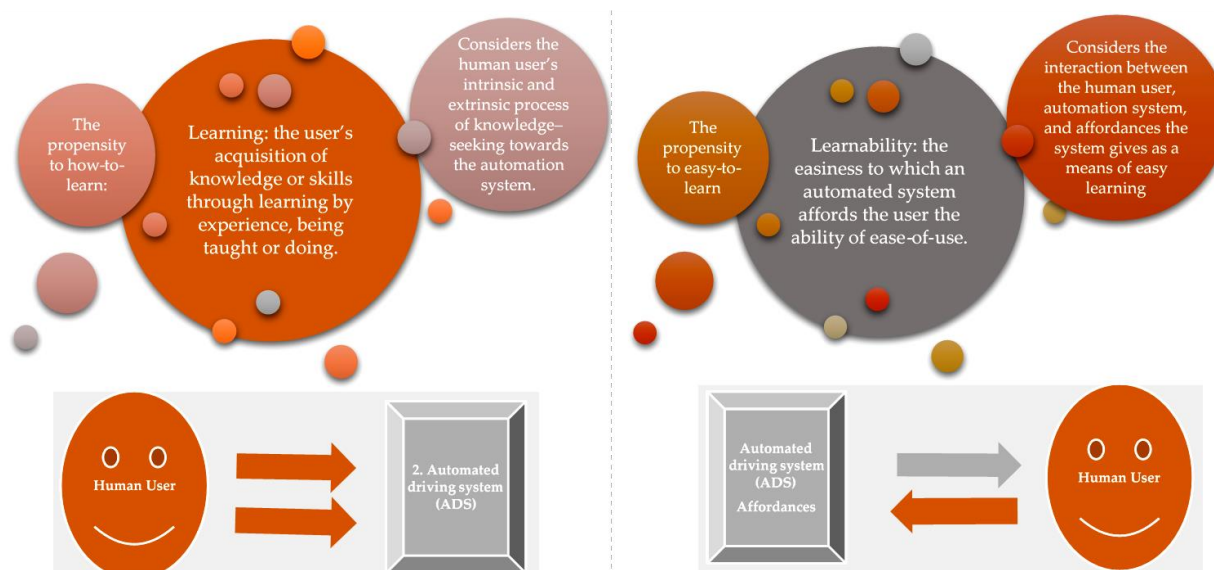 The
propensity
to how-to-
learn:
Learning: the user's
acquisition of
knowledge or skills
through learning by
experience, being
taught or doing.
Considers the
human user's
intrinsic and
extrinsic process
of knowledge–
seeking towards
the automation
system.
Human User
2. Automated
driving system
(ADS)
The
propensity
to easy-to-
learn
Learnability: the
easiness to which an
automated system
affords the user the
ability of ease-of-use.
Considers the
interaction between
the human user,
automation system,
and affordances the
system gives as a
means of easy
learning
Automated
driving system
(ADS)
Affordances
Human User